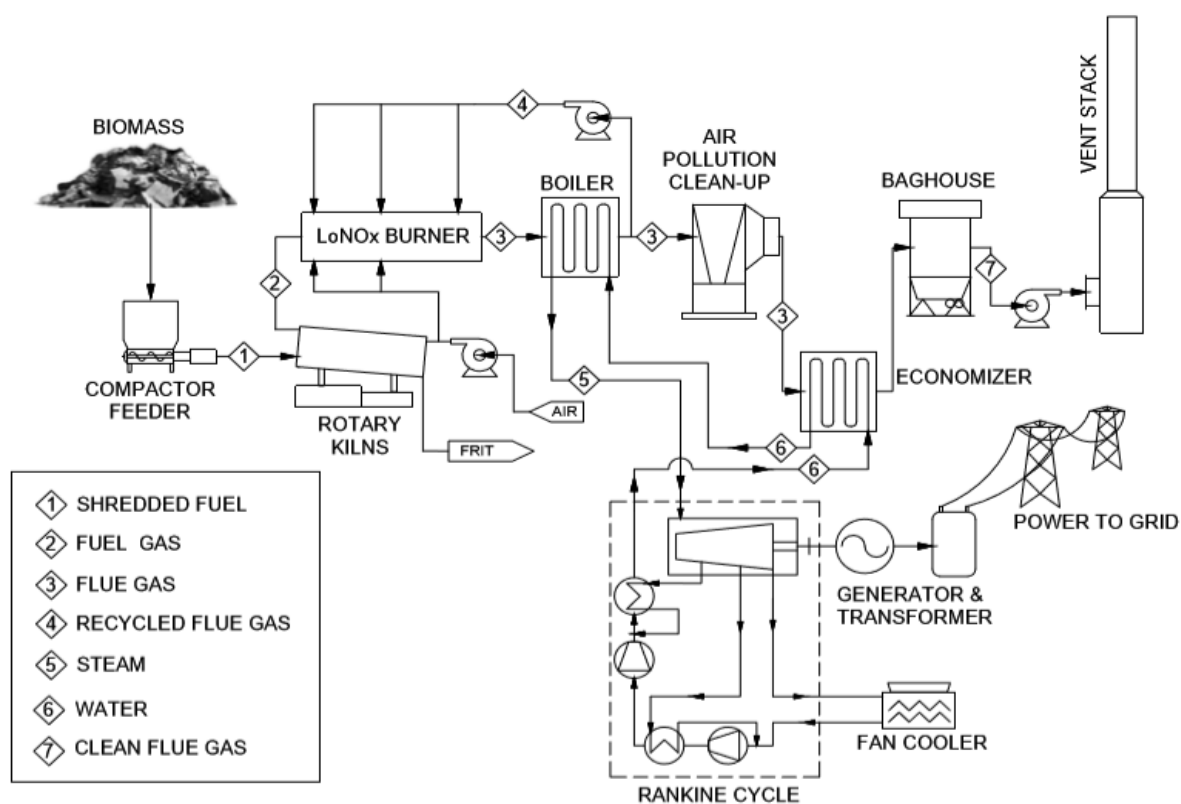 VENT STACK
4
BIOMASS
AIR
POLLUTION
CLEAN-UP
BOILER
BAGHOUSE
LoNOx BURNER
3
3
7
2
3
1
COMPACTOR
FEEDER
ROTARY
KILNS
AIR
FRIT
5
ECONOMIZER
6
6
POWER TO GRID
GENERATOR &
TRANSFORMER
FAN COOLER
RANKINE CYCLE
1 SHREDDED FUEL
2 FUEL GAS
3 FLUE GAS
4 RECYCLED FLUE GAS
5 STEAM
6 WATER
7 CLEAN FLUE GAS